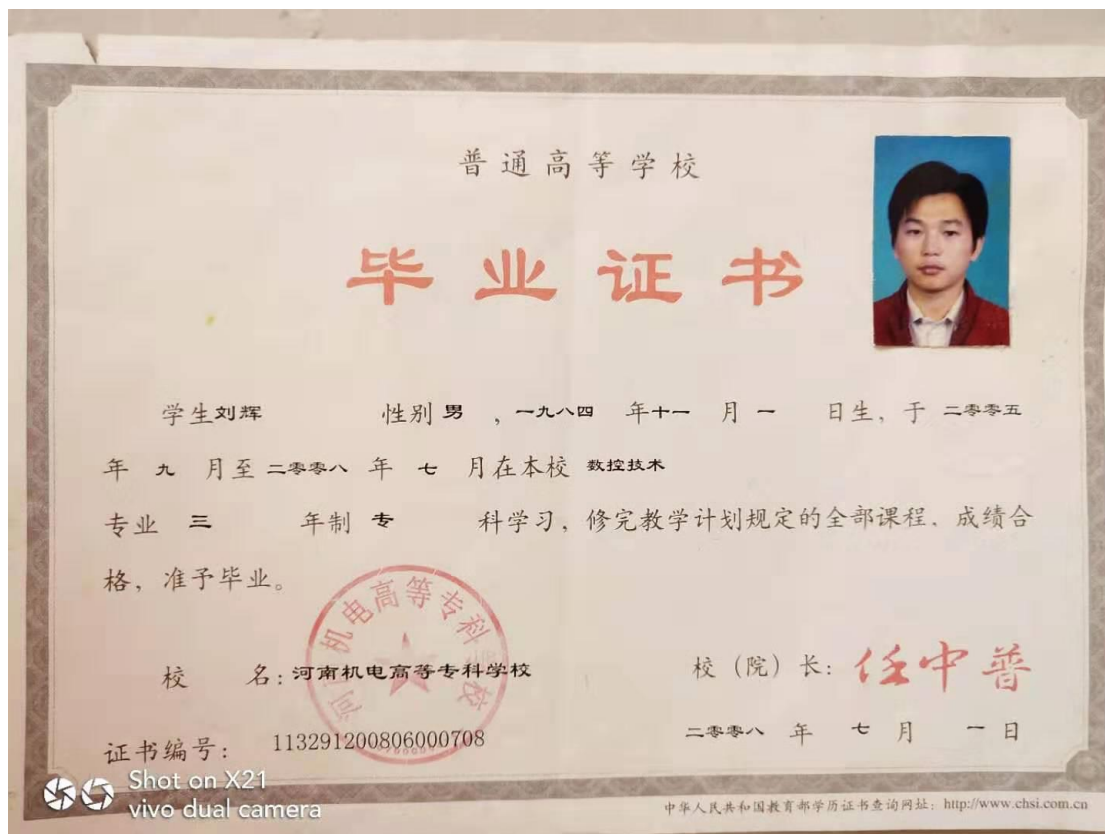 普通高等学校
毕业证书
学生刘辉 性别 男 ，一九八四 年十一 月 一 日生，于 二零零五
年 九 月至 二零零八 年 七 月在本校 数控技术
专业 三 年制 专 科学习，修完教学计划规定的全部课程，成绩合
格，准予毕业。
河南机电高等专科学校
校 名：河南机电高等专科学校
校（院）长：任中普
二零零八 年 七 月 一日
证书编号： 113291200806000708
Shot on X21
vivo dual camera
中华人民共和国教育部学历证书查询网址：http://www.chsi.com.cn